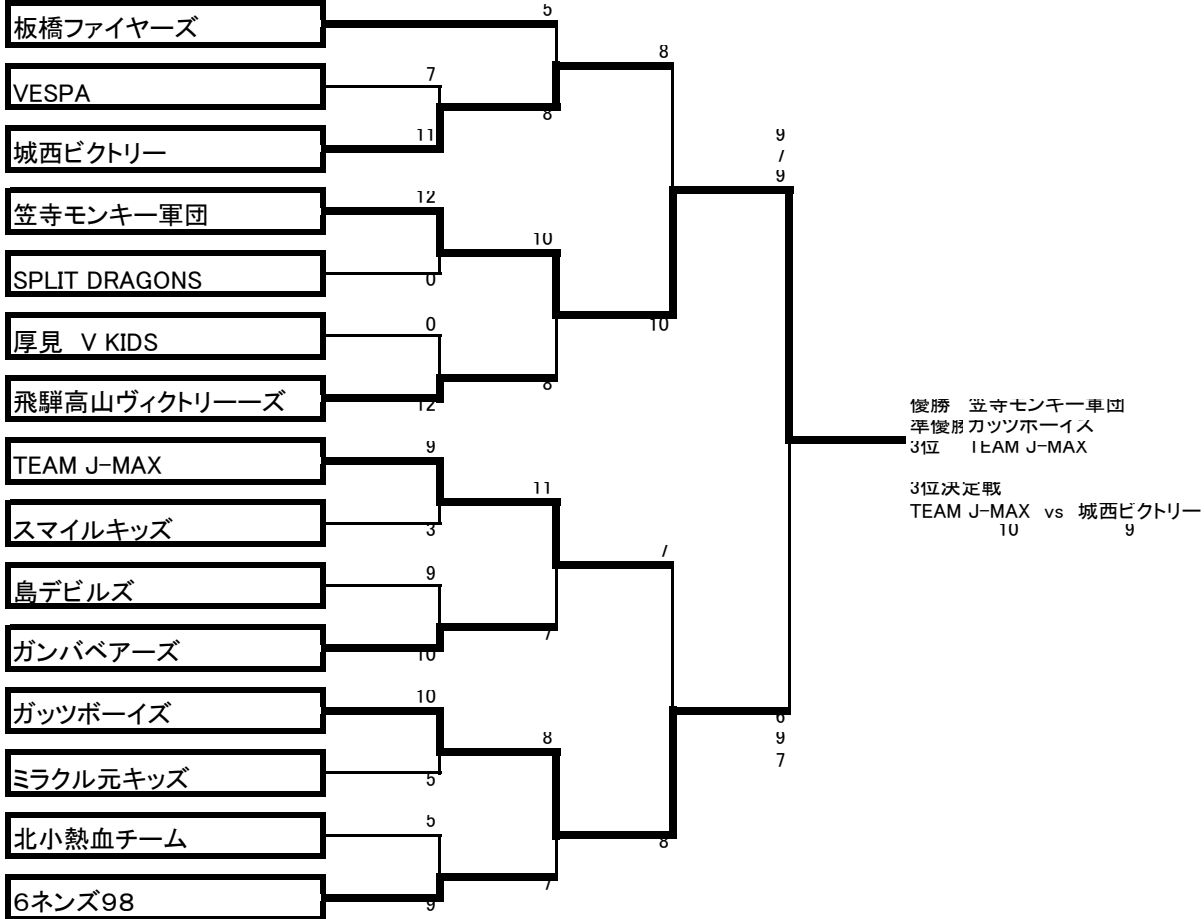 板橋ファイヤーズ
5
8
VESPA
7
8
城西ビクトリー
11
9
7
9
笠寺モンキー軍団
12
10
SPLIT DRAGONS
0
厚見 V KIDS
0
10
飛騨高山ヴィクトリーーズ
12
8
優勝 笠寺モンキー軍団
準優勝 ガッツボーイズ
3位 TEAM J-MAX
TEAM J-MAX
9
3位決定戦
TEAM J-MAX vs 城西ビクトリー
10 9
11
スマイルキッズ
3
7
島デビルズ
9
ガンバベアーズ
10
7
ガッツボーイズ
10
6
9
7
8
ミラクル元キッズ
5
北小熱血チーム
5
8
6ネンズ98
9
7